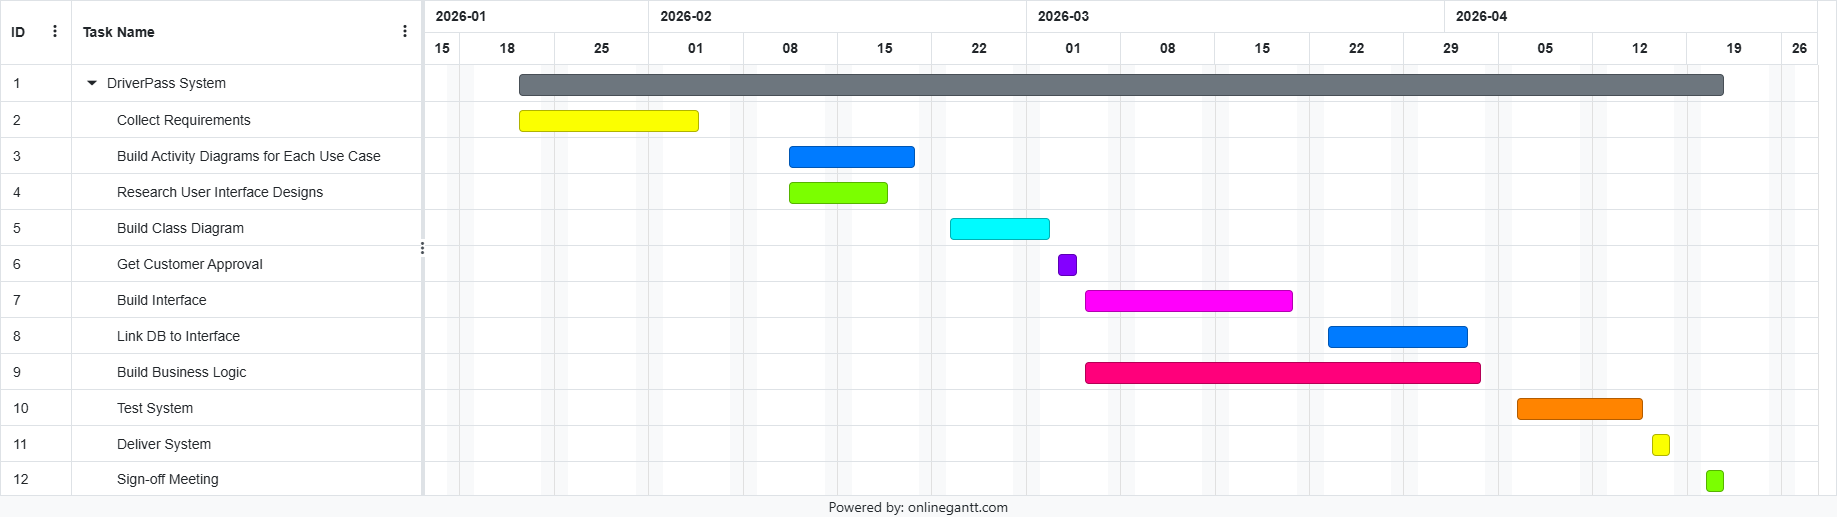 2026-01 2026-02 2026-03 2026-04
ID Task Name
15 18 25 01 08 15 22 01 08 15 22 29 05 12 19 26
1 DriverPass System
2 Collect Requirements
3 Build Activity Diagrams for Each Use Case
4 Research User Interface Designs
5 Build Class Diagram
6 Get Customer Approval
7 Build Interface
8 Link DB to Interface
9 Build Business Logic
10 Test System
11 Deliver System
12 Sign-off Meeting
Powered by: onlinegantt.com